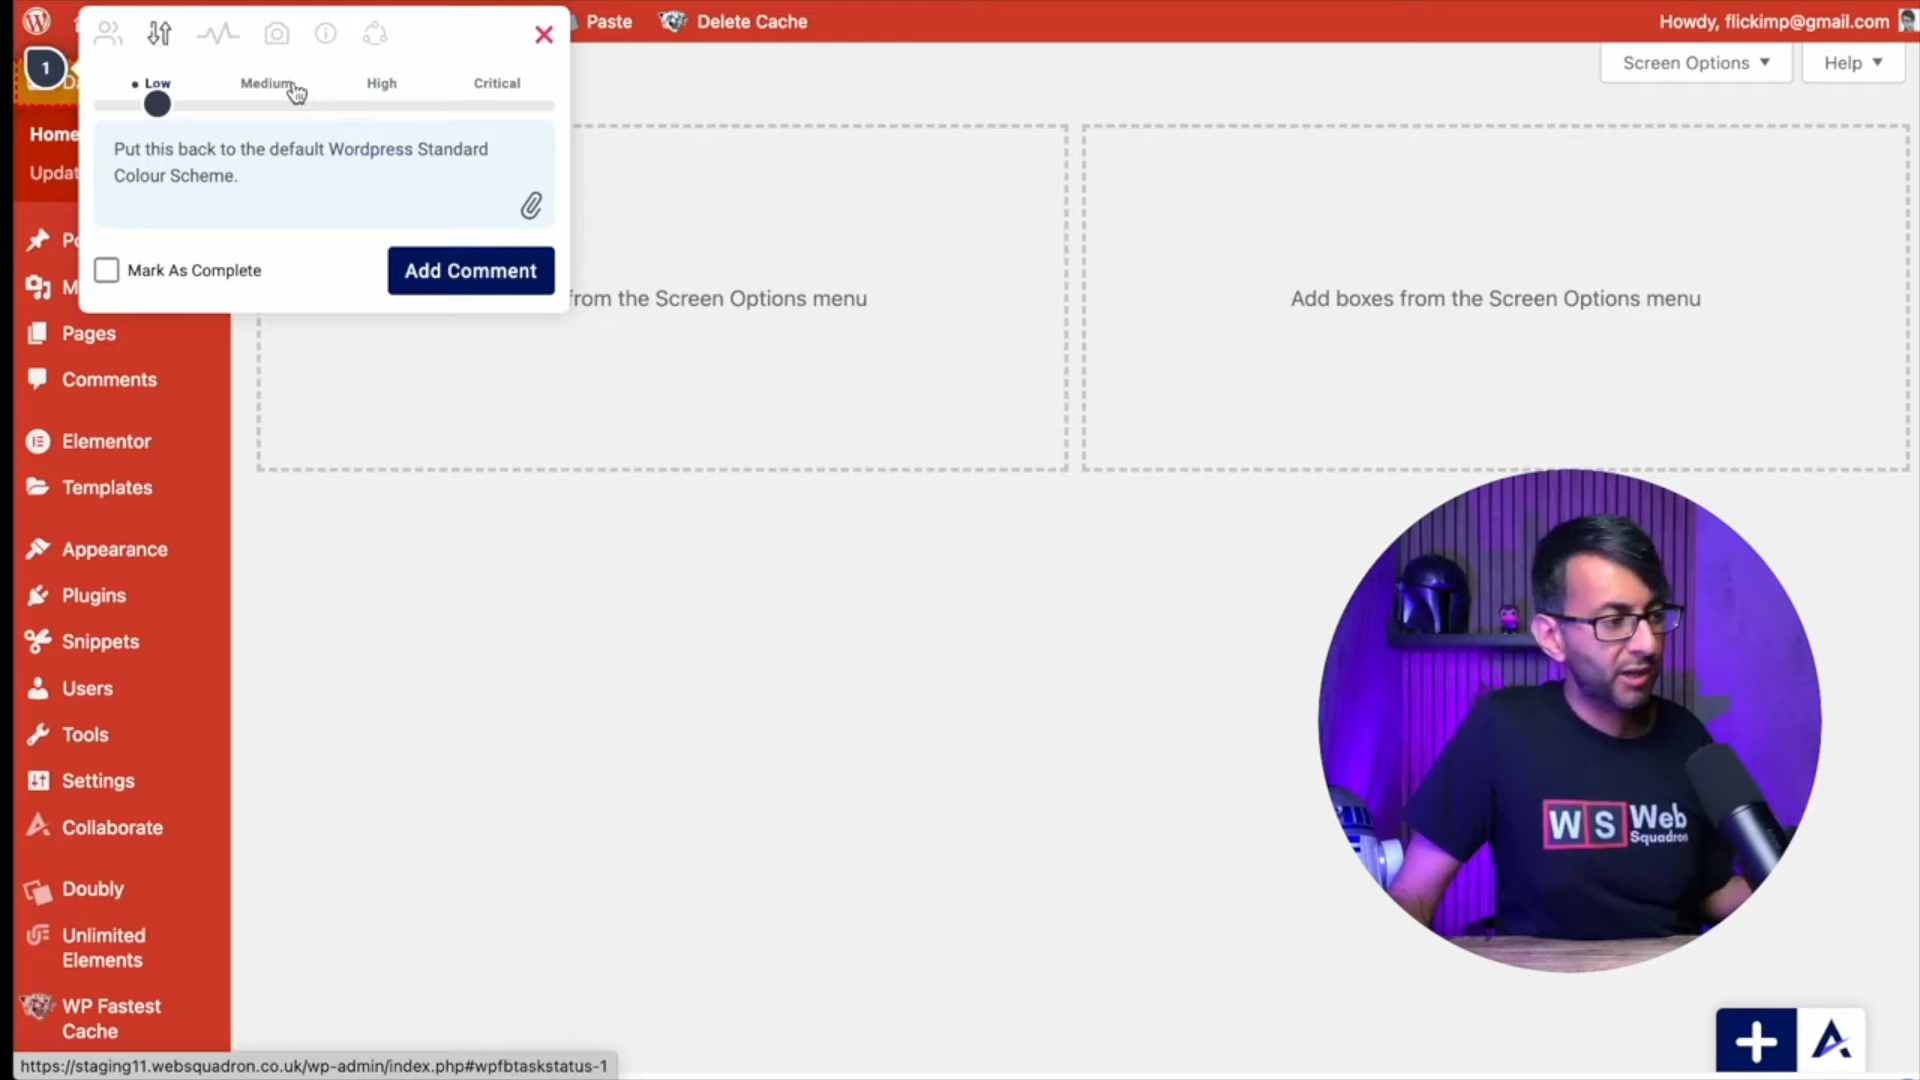 Paste
Delete Cache
Howdy, flickimp@gmail.com
1
Low
Medium
High
Critical
Screen Options
Help
Put this back to the default Wordpress Standard
Colour Scheme.
Mark As Complete
Add Comment
Home
Updat
Po
M
Pages
Comments
Elementor
Templates
Appearance
Plugins
Snippets
Users
Tools
Settings
Collaborate
Doubly
Unlimited
Elements
WP Fastest
Cache
from the Screen Options menu
Add boxes from the Screen Options menu
WS Web
Squadron
https://staging11.websquadron.co.uk/wp-admin/index.php#wpfbtaskstatus-1